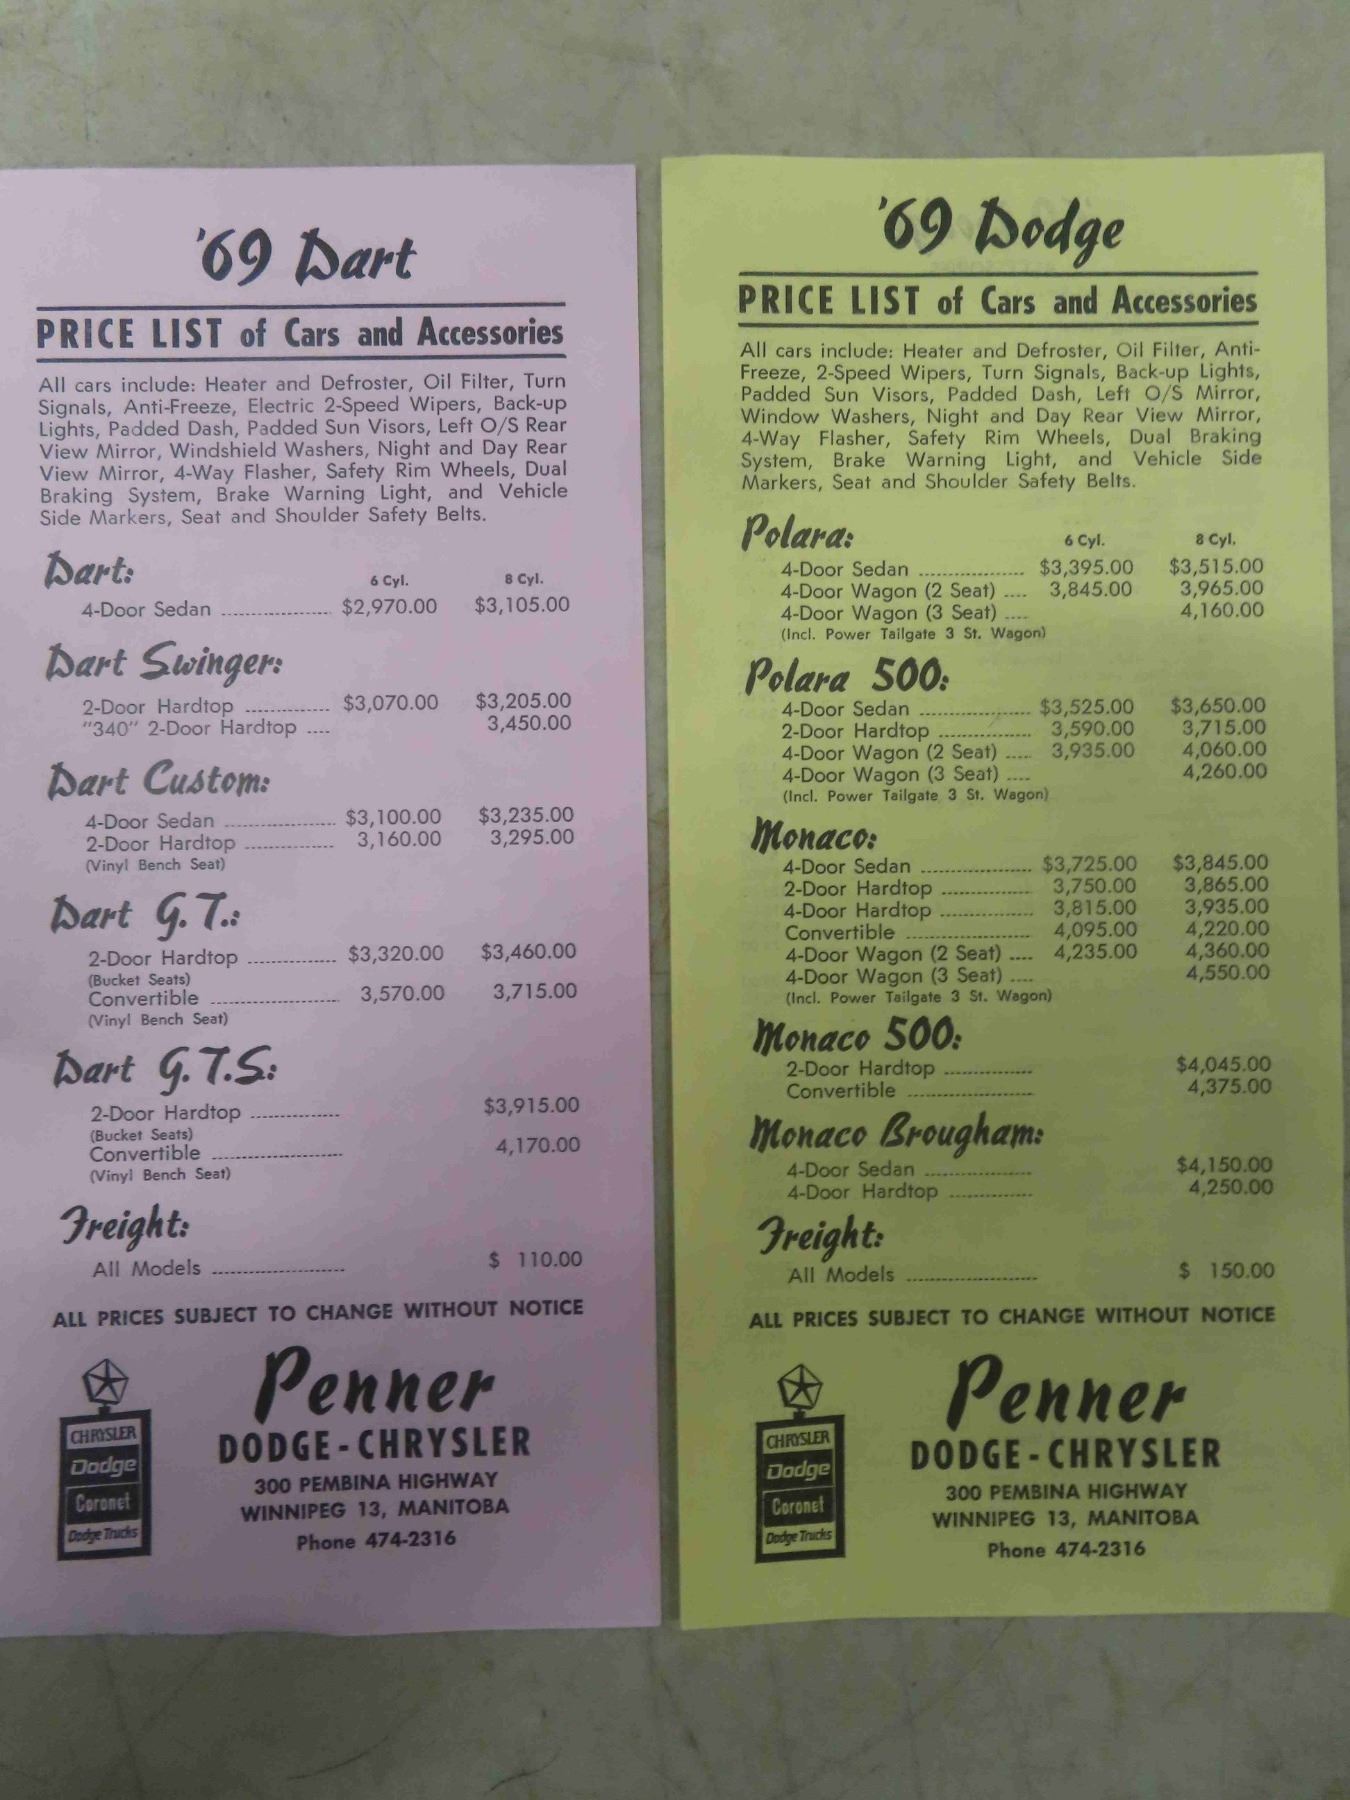 '69 Dart
PRICE LIST of Cars and Accessories
All cars include: Heater and Defroster, Oil Filter, Turn
Signals, Anti-Freeze, Electric 2-Speed Wipers, Back-up
Lights, Padded Dash, Padded Sun Visors, Left O/S Rear
View Mirror, Windshield Washers, Night and Day Rear
View Mirror, 4-Way Flasher, Safety Rim Wheels, Dual
Braking System, Brake Warning Light, and Vehicle
Side Markers, Seat and Shoulder Safety Belts.
Dart: 6 Cyl. 8 Cyl.
4-Door Sedan .................... $2,970.00 $3,105.00
Dart Swinger:
2-Door Hardtop ............... $3,070.00 $3,205.00
"340" 2-Door Hardtop .... 3,450.00
Dart Custom:
4-Door Sedan .................... $3,100.00 $3,235.00
2-Door Hardtop ................ 3,160.00 3,295.00
(Vinyl Bench Seat)
Dart G.T.:
2-Door Hardtop ................ $3,320.00 $3,460.00
(Bucket Seats)
Convertible ....................... 3,570.00 3,715.00
(Vinyl Bench Seat)
Dart G.T.S.:
2-Door Hardtop ................ $3,915.00
(Bucket Seats)
Convertible ....................... 4,170.00
(Vinyl Bench Seat)
Freight:
All Models ........................ $ 110.00
ALL PRICES SUBJECT TO CHANGE WITHOUT NOTICE
CHRYSLER
Dodge
Coronet
Dodge Trucks
Penner
DODGE-CHRYSLER
300 PEMBINA HIGHWAY
WINNIPEG 13, MANITOBA
Phone 474-2316
'69 Dodge
PRICE LIST of Cars and Accessories
All cars include: Heater and Defroster, Oil Filter, Anti-
Freeze, 2-Speed Wipers, Turn Signals, Back-up Lights,
Padded Sun Visors, Padded Dash, Left O/S Mirror,
Window Washers, Night and Day Rear View Mirror,
4-Way Flasher, Safety Rim Wheels, Dual Braking
System, Brake Warning Light, and Vehicle Side
Markers, Seat and Shoulder Safety Belts.
Polara: 6 Cyl. 8 Cyl.
4-Door Sedan ................... $3,395.00 $3,515.00
4-Door Wagon (2 Seat) .... 3,845.00 3,965.00
4-Door Wagon (3 Seat) .... 4,160.00
(Incl. Power Tailgate 3 St. Wagon)
Polara 500:
4-Door Sedan .................... $3,525.00 $3,650.00
2-Door Hardtop ................. 3,590.00 3,715.00
4-Door Wagon (2 Seat) ..... 3,935.00 4,060.00
4-Door Wagon (3 Seat) .... 4,260.00
(Incl. Power Tailgate 3 St. Wagon)
Monaco:
4-Door Sedan .................... $3,725.00 $3,845.00
2-Door Hardtop ................ 3,750.00 3,865.00
4-Door Hardtop ................. 3,815.00 3,935.00
Convertible ....................... 4,095.00 4,220.00
4-Door Wagon (2 Seat) .... 4,235.00 4,360.00
4-Door Wagon (3 Seat) .... 4,550.00
(Incl. Power Tailgate 3 St. Wagon)
Monaco 500:
2-Door Hardtop ................ $4,045.00
Convertible ....................... 4,375.00
Monaco Brougham:
4-Door Sedan ................... $4,150.00
4-Door Hardtop ............... 4,250.00
Freight:
All Models ........................ $ 150.00
ALL PRICES SUBJECT TO CHANGE WITHOUT NOTICE
CHRYSLER
Dodge
Coronet
Dodge Trucks
Penner
DODGE-CHRYSLER
300 PEMBINA HIGHWAY
WINNIPEG 13, MANITOBA
Phone 474-2316